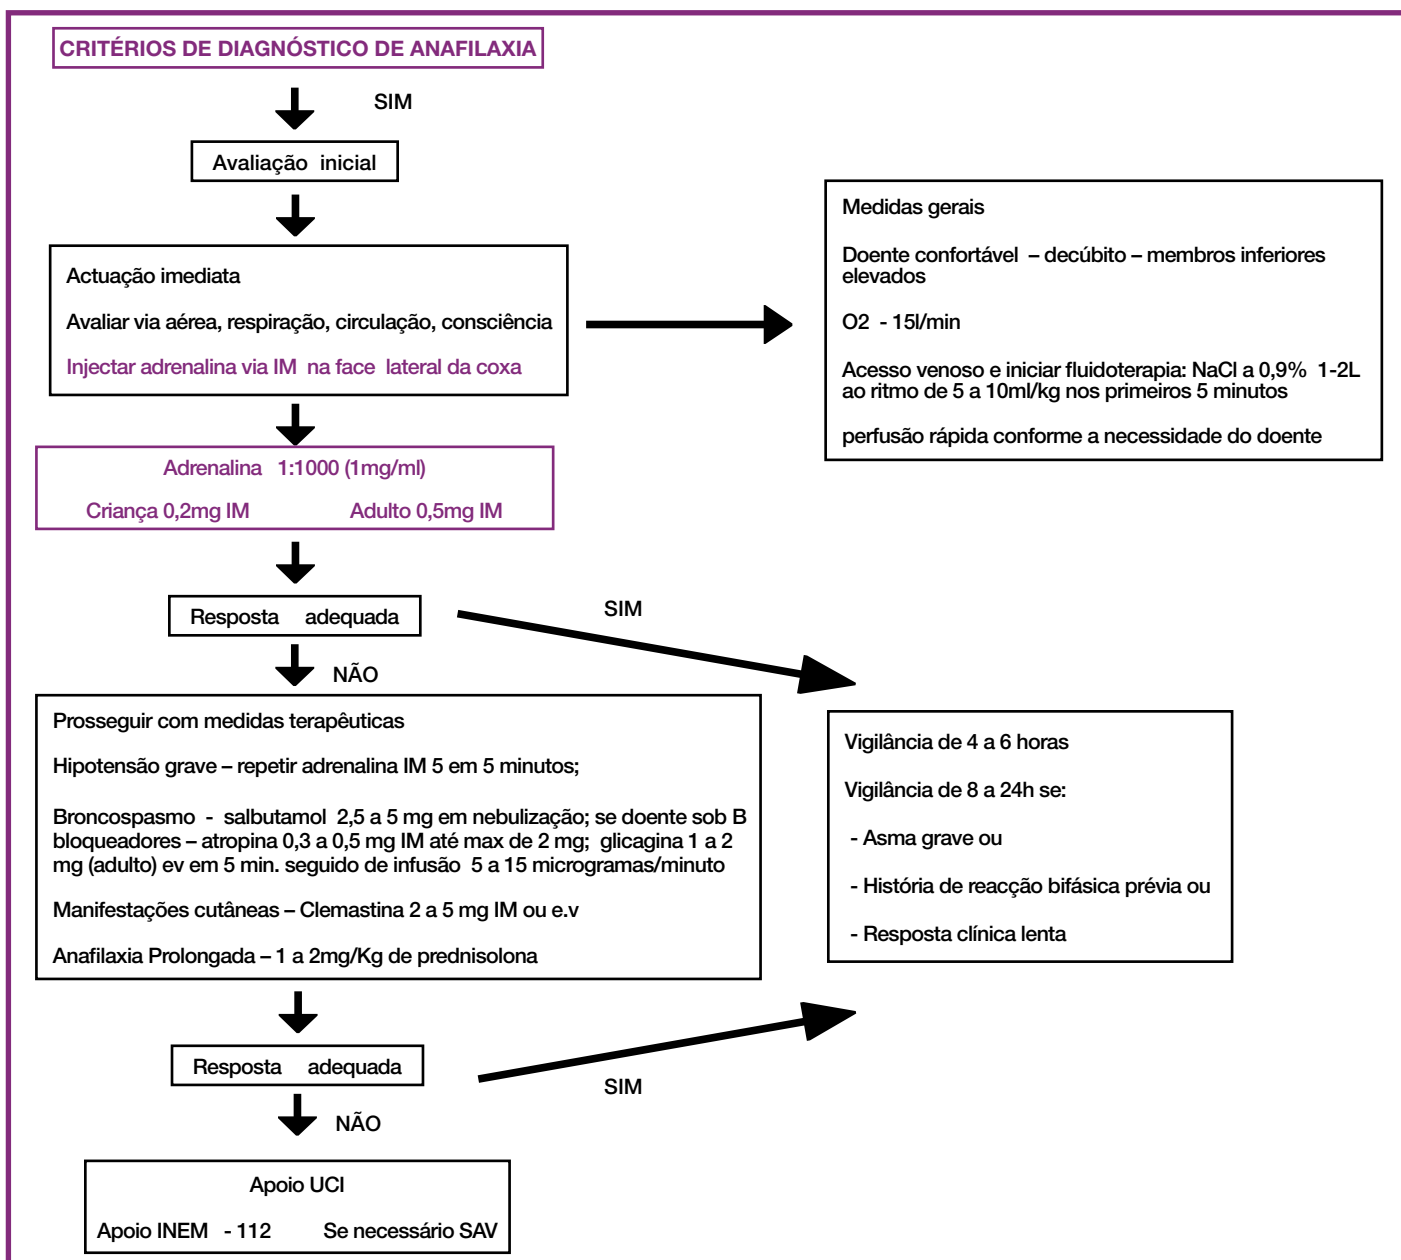 CRITÉRIOS DE DIAGNÓSTICO DE ANAFILAXIA
SIM
Avaliação inicial
Actuação imediata
Avaliar via aérea, respiração, circulação, consciência
Injectar adrenalina via IM na face lateral da coxa
Medidas gerais
Doente confortável – decúbito – membros inferiores
elevados
O2 - 15l/min
Acesso venoso e iniciar fluidoterapia: NaCl a 0,9% 1-2L
ao ritmo de 5 a 10ml/kg nos primeiros 5 minutos
perfusão rápida conforme a necessidade do doente
Adrenalina 1:1000 (1mg/ml)
Criança 0,2mg IM Adulto 0,5mg IM
Resposta adequada
SIM
NÃO
Prosseguir com medidas terapêuticas
Hipotensão grave – repetir adrenalina IM 5 em 5 minutos;
Broncospasmo - salbutamol 2,5 a 5 mg em nebulização; se doente sob B
bloqueadores – atropina 0,3 a 0,5 mg IM até max de 2 mg; glicagina 1 a 2
mg (adulto) ev em 5 min. seguido de infusão 5 a 15 microgramas/minuto
Manifestações cutâneas – Clemastina 2 a 5 mg IM ou e.v
Anafilaxia Prolongada – 1 a 2mg/Kg de prednisolona
Vigilância de 4 a 6 horas
Vigilância de 8 a 24h se:
- Asma grave ou
- História de reacção bifásica prévia ou
- Resposta clínica lenta
Resposta adequada
SIM
NÃO
Apoio UCI
Apoio INEM - 112 Se necessário SAV